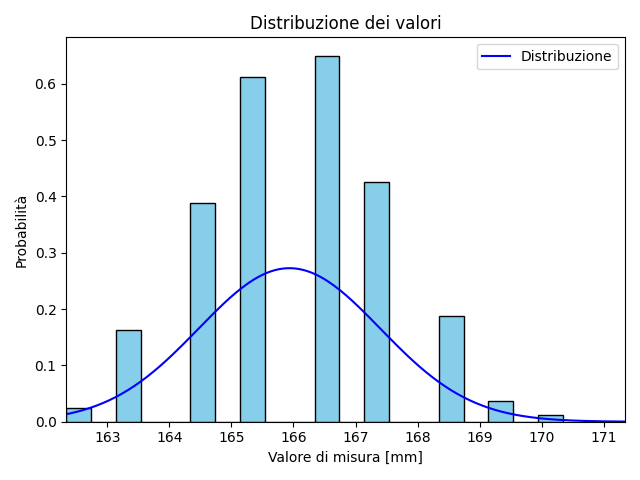 Distribuzione dei valori
Distribuzione
Probabilità
0.6
0.5
0.4
0.3
0.2
0.1
0.0
163 164 165 166 167 168 169 170 171
Valore di misura [mm]